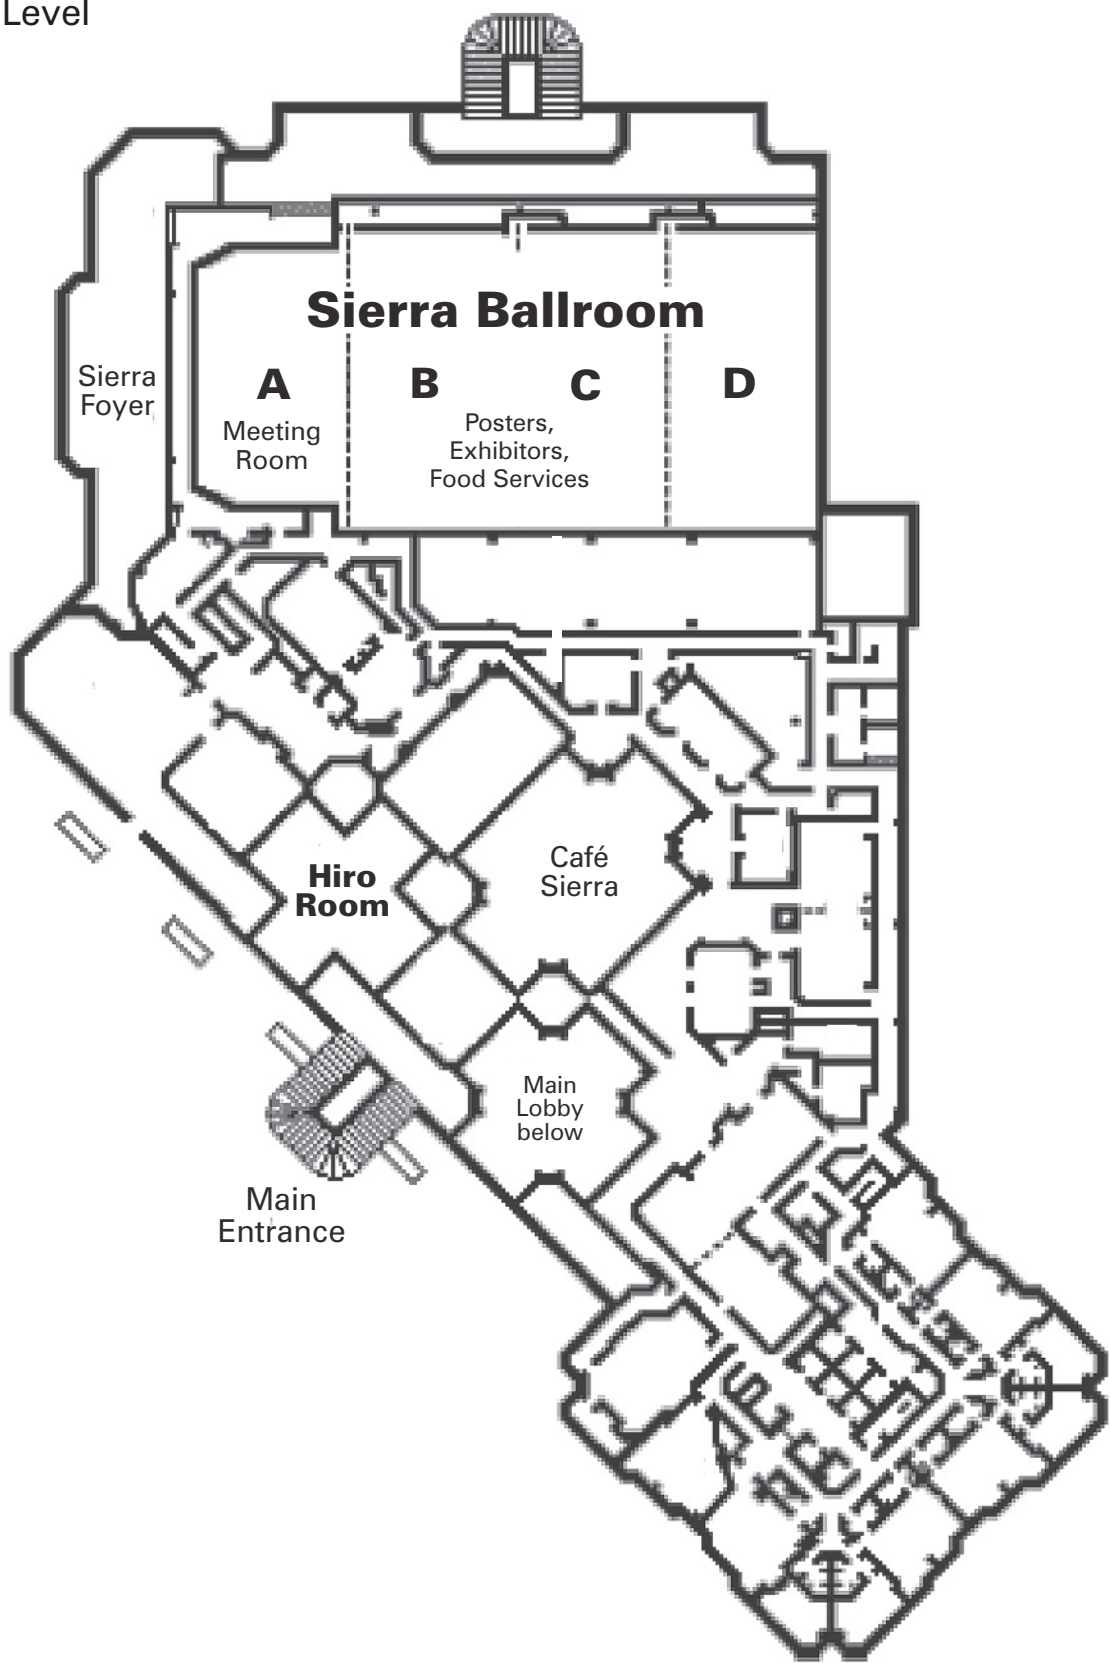 Level
Sierra Ballroom
A
B
C
D
Sierra
Foyer
Meeting
Room
Posters,
Exhibitors,
Food Services
Hiro
Room
Café
Sierra
Main
Lobby
below
Main
Entrance